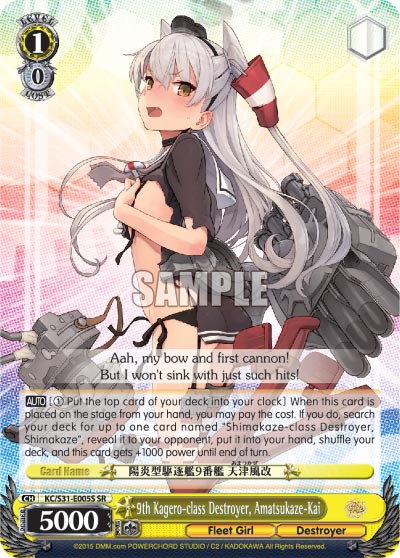 LEVEL
1
0
COST
SAMPLE
Aah, my bow and first cannon!
But I won't sink with just such hits!
AUTO [① Put the top card of your deck into your clock] When this card is
placed on the stage from your hand, you may pay the cost. If you do, search
your deck for up to one card named "Shimakaze-class Destroyer,
Shimakaze", reveal it to your opponent, put it into your hand, shuffle your
deck, and this card gets +1000 power until end of turn.
Card Name
あまつかぜ
陽炎型駆逐艦9番艦 天津風改
CH KC/S31-E005S SR
9th Kagero-class Destroyer, Amatsukaze-Kai
5000
Fleet Girl
Destroyer
©2015 DMM.com POWERCHORD STUDIO / C2 / KADOKAWA All Rights Reserved.